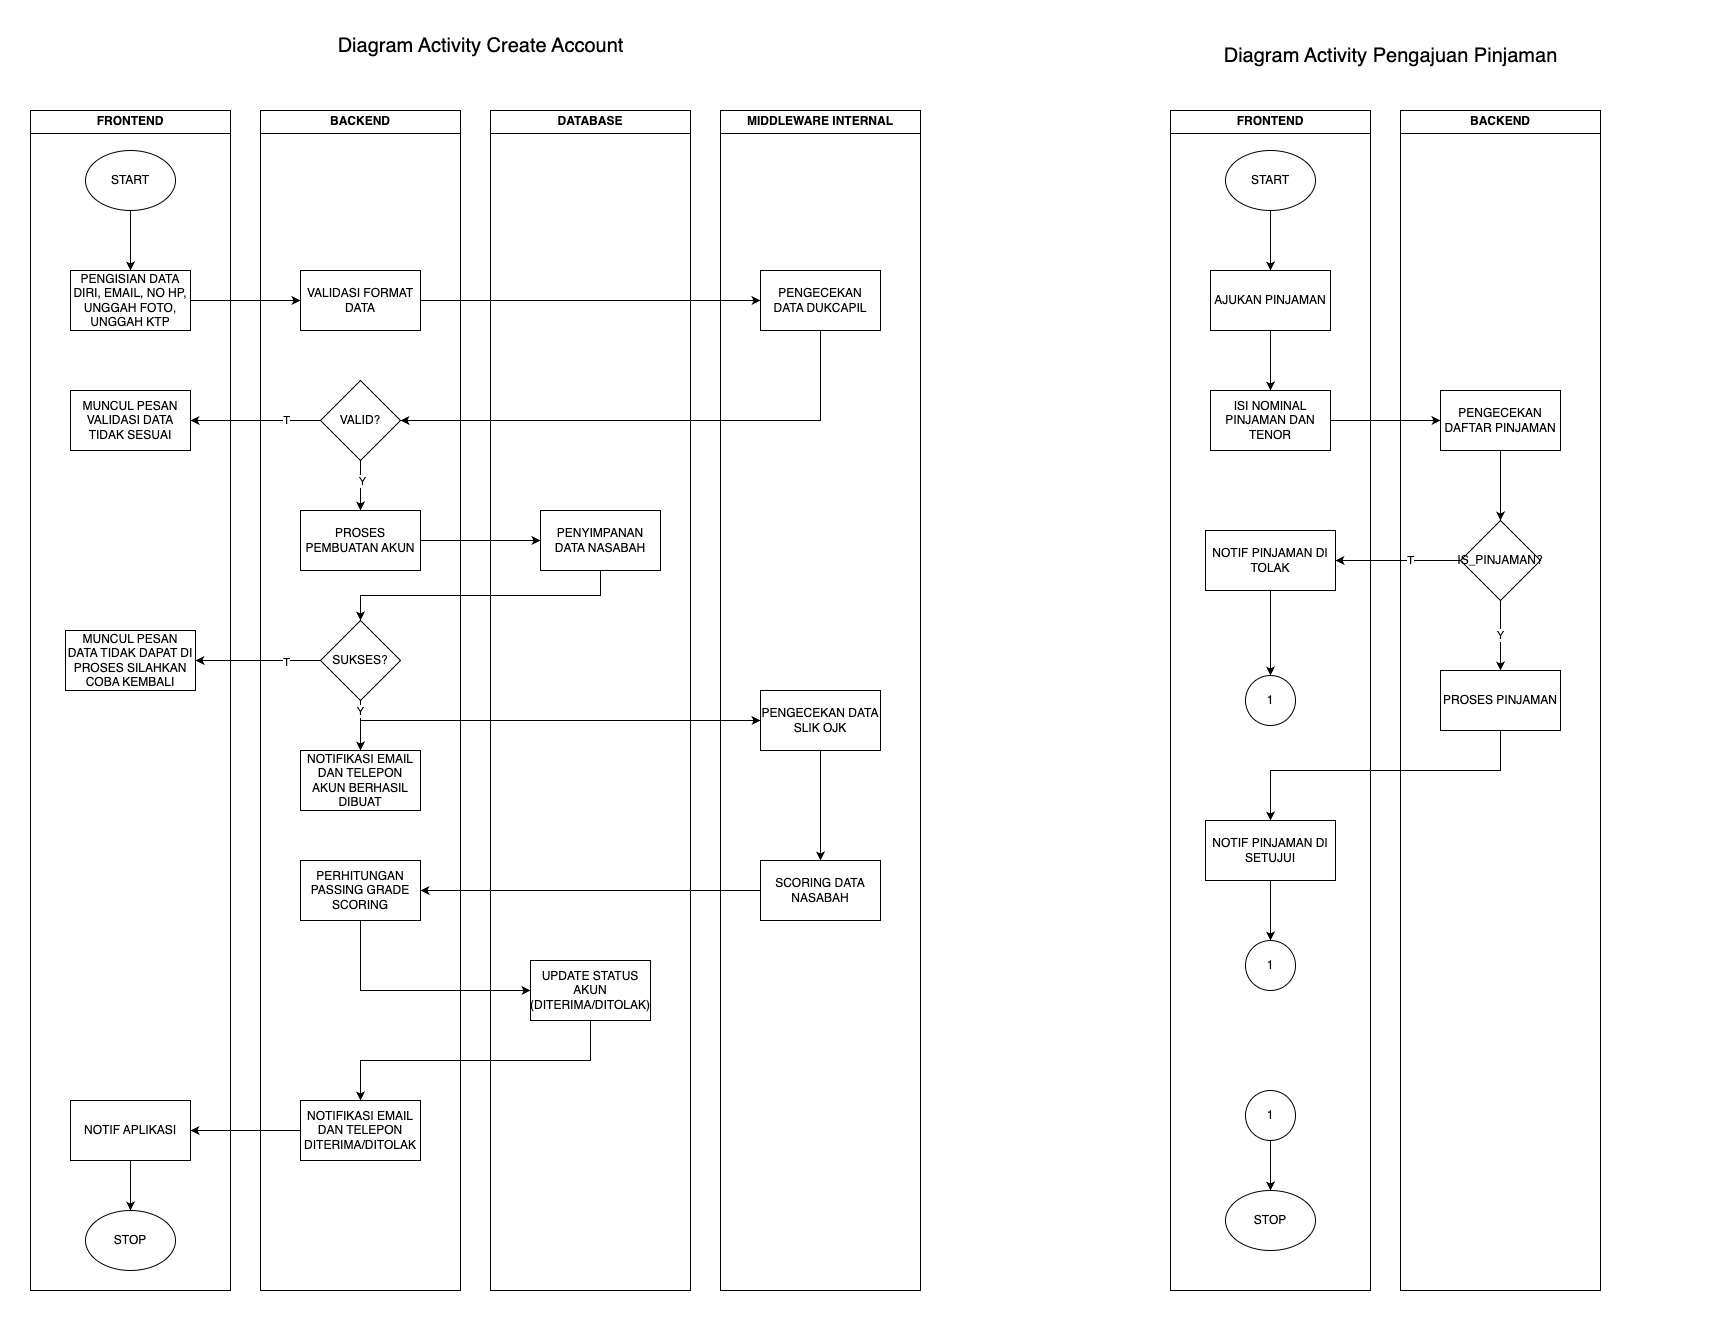 Diagram Activity Create Account
FRONTEND
BACKEND
DATABASE
MIDDLEWARE INTERNAL
START
PENGISIAN DATA
DIRI, EMAIL, NO HP,
UNGGAH FOTO,
UNGGAH KTP
VALIDASI FORMAT
DATA
PENGECEKAN
DATA DUKCAPIL
MUNCUL PESAN
VALIDASI DATA
TIDAK SESUAI
T
VALID?
Y
PROSES
PEMBUATAN AKUN
PENYIMPANAN
DATA NASABAH
MUNCUL PESAN
DATA TIDAK DAPAT DI
PROSES SILAHKAN
COBA KEMBALI
T
SUKSES?
Y
PENGECEKAN DATA
SLIK OJK
NOTIFIKASI EMAIL
DAN TELEPON
AKUN BERHASIL
DIBUAT
PERHITUNGAN
PASSING GRADE
SCORING
SCORING DATA
NASABAH
UPDATE STATUS
AKUN
(DITERIMA/DITOLAK)
NOTIF APLIKASI
NOTIFIKASI EMAIL
DAN TELEPON
DITERIMA/DITOLAK
STOP
Diagram Activity Pengajuan Pinjaman
FRONTEND
BACKEND
START
AJUKAN PINJAMAN
ISI NOMINAL
PINJAMAN DAN
TENOR
PENGECEKAN
DAFTAR PINJAMAN
NOTIF PINJAMAN DI
TOLAK
T
IS_PINJAMAN?
Y
1
PROSES PINJAMAN
NOTIF PINJAMAN DI
SETUJUI
1
1
STOP